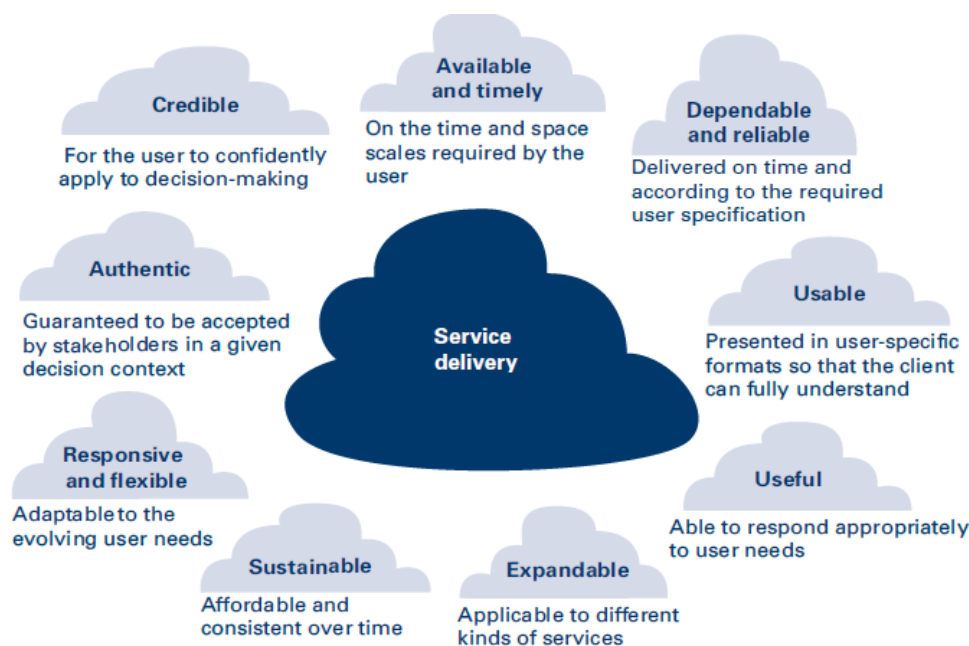 Credible
For the user to confidently
apply to decision-making
Available
and timely
On the time and space
scales required by the
user
Dependable
and reliable
Delivered on time and
according to the required
user specification
Authentic
Guaranteed to be accepted
by stakeholders in a given
decision context
Service
delivery
Usable
Presented in user-specific
formats so that the client
can fully understand
Responsive
and flexible
Adaptable to the
evolving user needs
Sustainable
Affordable and
consistent over time
Expandable
Applicable to different
kinds of services
Useful
Able to respond appropriately
to user needs